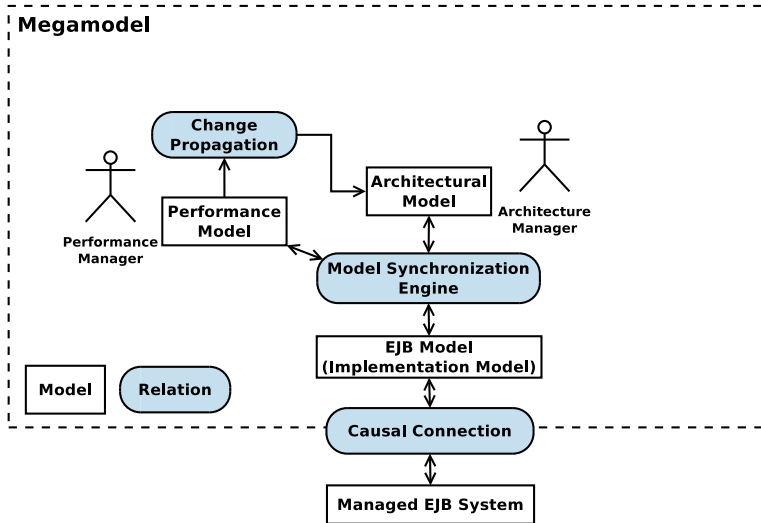 Megamodel
Change
Propagation
Architectural
Model
Performance
Model
Performance
Manager
Architecture
Manager
Model Synchronization
Engine
EJB Model
(Implementation Model)
Model
Relation
Causal Connection
Managed EJB System